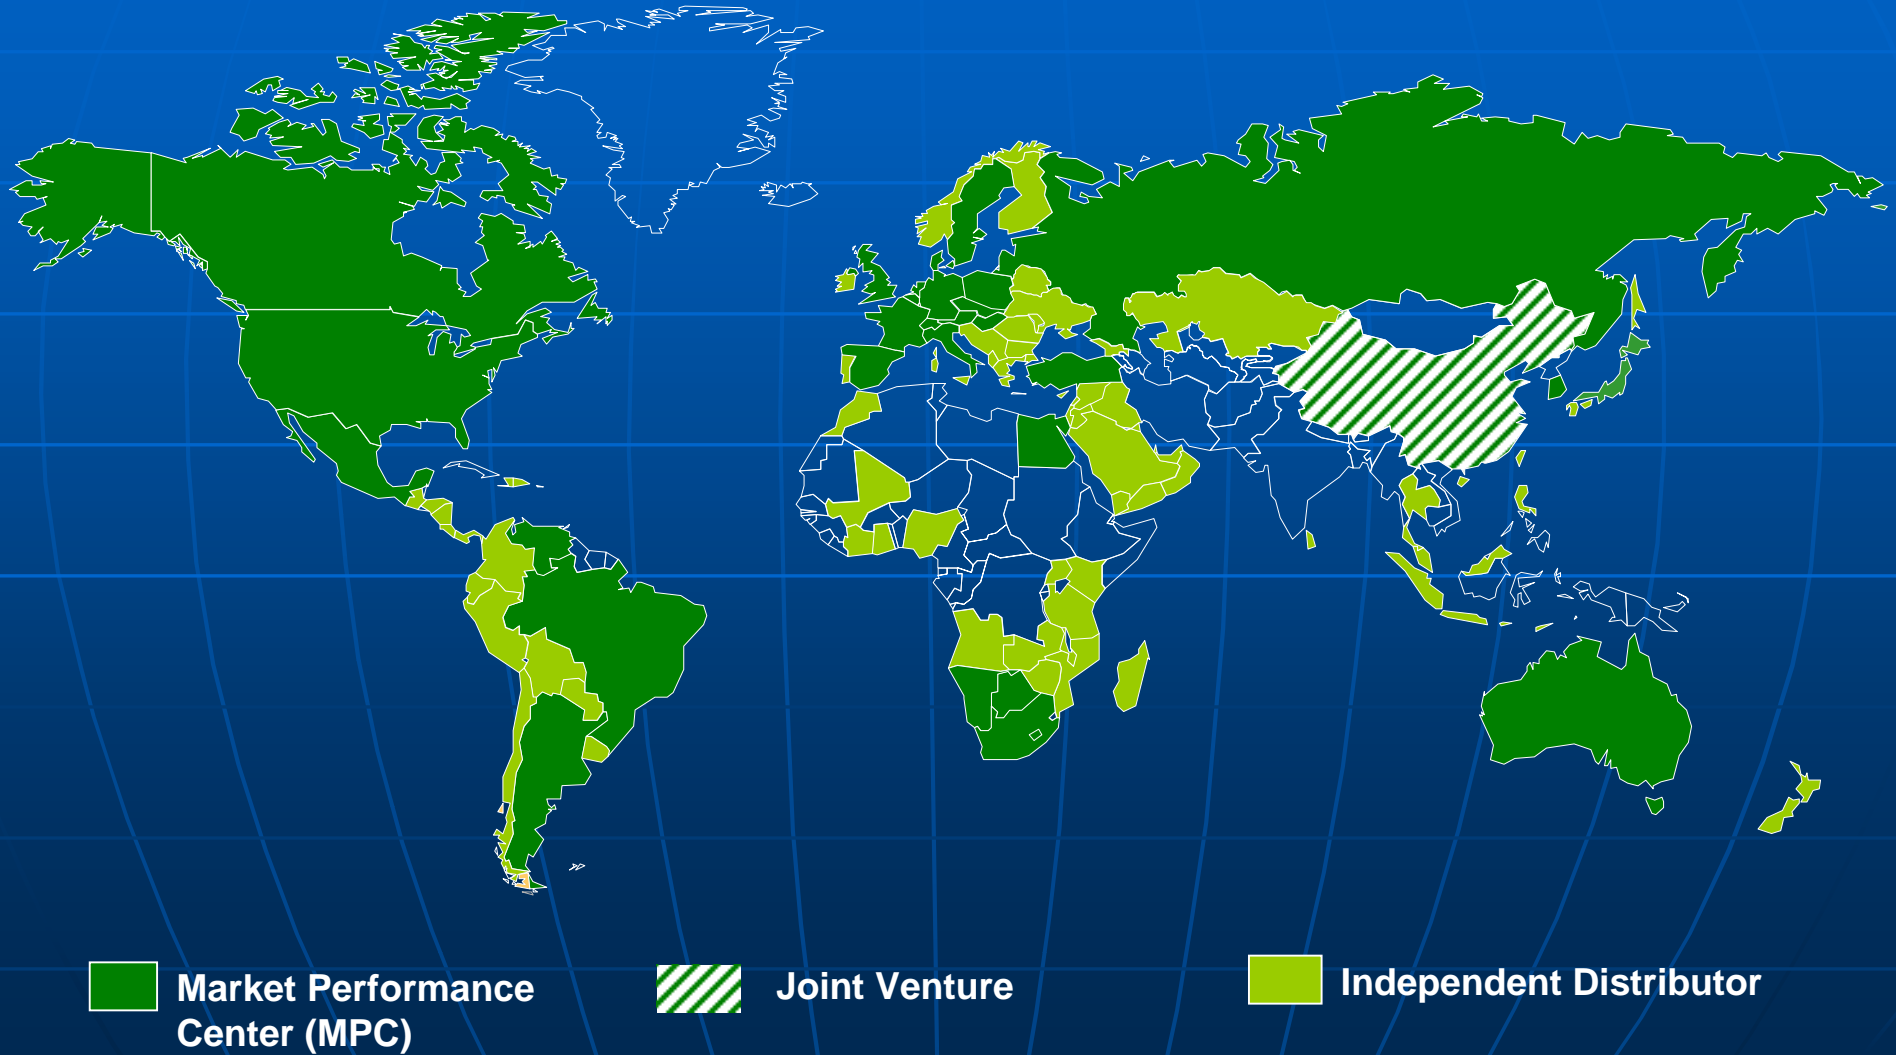 Market Performance
Center (MPC)
Joint Venture
Independent Distributor